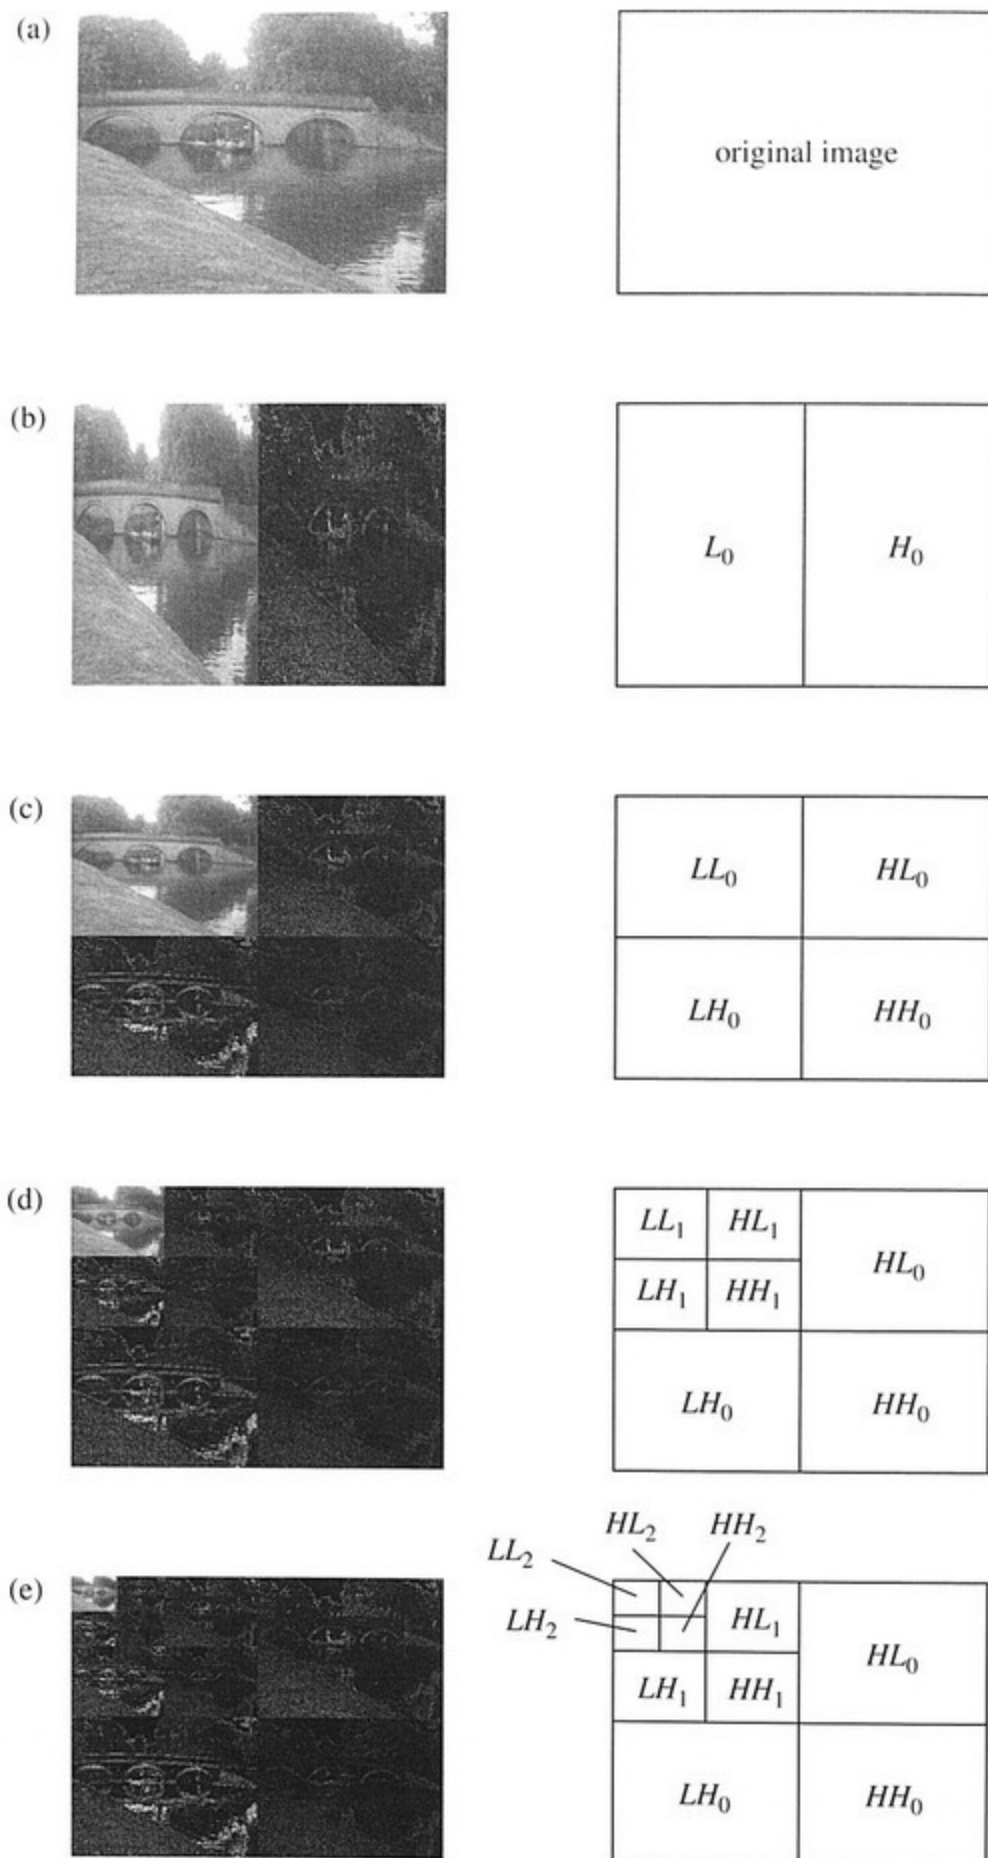 (a)
original image
(b)
L₀ H₀
(c)
LL₀ HL₀
LH₀ HH₀
(d)
LL₁ HL₁
HL₀
LH₁ HH₁
LH₀ HH₀
HL₂ HH₂
LL₂
(e)
LH₂ HL₁
HL₀
LH₁ HH₁
LH₀ HH₀